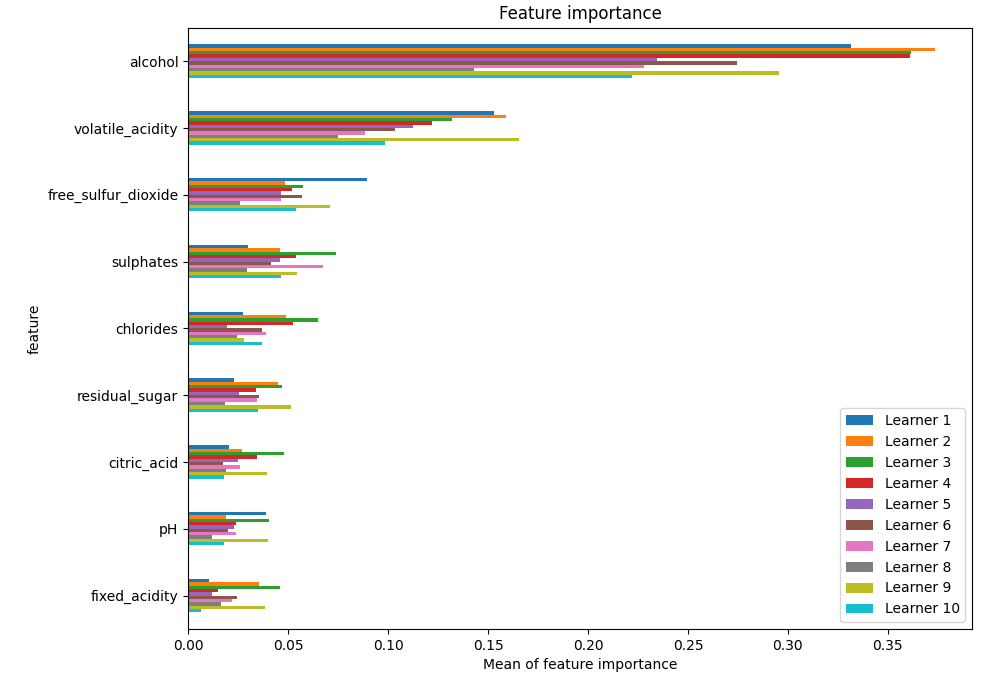 Feature importance
alcohol
volatile_acidity
free_sulfur_dioxide
sulphates
chlorides
residual_sugar
citric_acid
pH
fixed_acidity
feature
Learner 1
Learner 2
Learner 3
Learner 4
Learner 5
Learner 6
Learner 7
Learner 8
Learner 9
Learner 10
0.00 0.05 0.10 0.15 0.20 0.25 0.30 0.35
Mean of feature importance